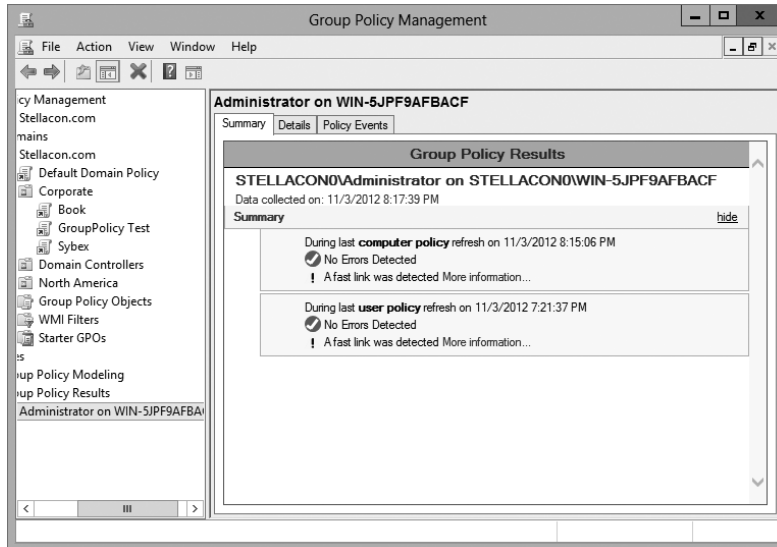 Group Policy Management
File Action View Window Help
icy Management
Stellacon.com
mains
Stellacon.com
Default Domain Policy
Corporate
Book
GroupPolicy Test
Sybex
Domain Controllers
North America
Group Policy Objects
WMI Filters
Starter GPOs
es
oup Policy Modeling
oup Policy Results
Administrator on WIN-5JPF9AFBA
Administrator on WIN-5JPF9AFBACF
Summary Details Policy Events
Group Policy Results
STELLACON0\Administrator on STELLACON0\WIN-5JPF9AFBACF
Data collected on: 11/3/2012 8:17:39 PM
Summary hide
During last computer policy refresh on 11/3/2012 8:15:06 PM
No Errors Detected
! A fast link was detected More information...
During last user policy refresh on 11/3/2012 7:21:37 PM
No Errors Detected
! A fast link was detected More information...